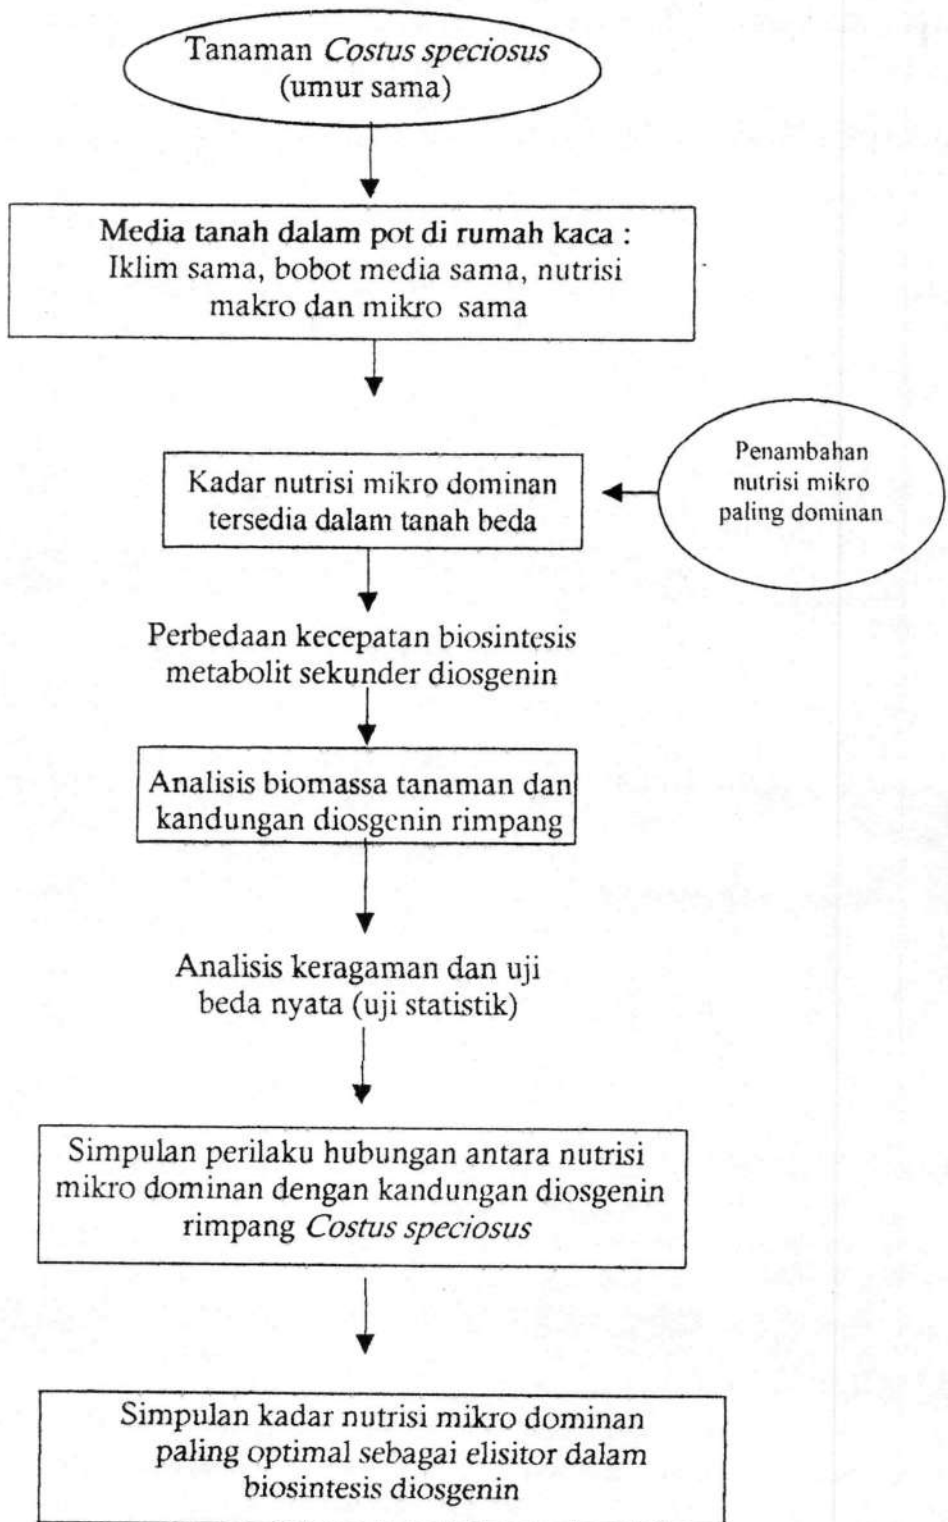 Tanaman Costus speciosus
(umur sama)
Media tanah dalam pot di rumah kaca :
Iklim sama, bobot media sama, nutrisi
makro dan mikro sama
Penambahan
nutrisi mikro
paling dominan
Kadar nutrisi mikro dominan
tersedia dalam tanah beda
Perbedaan kecepatan biosintesis
metabolit sekunder diosgenin
Analisis biomassa tanaman dan
kandungan diosgenin rimpang
Analisis keragaman dan uji
beda nyata (uji statistik)
Simpulan perilaku hubungan antara nutrisi
mikro dominan dengan kandungan diosgenin
rimpang Costus speciosus
Simpulan kadar nutrisi mikro dominan
paling optimal sebagai elisitor dalam
biosintesis diosgenin